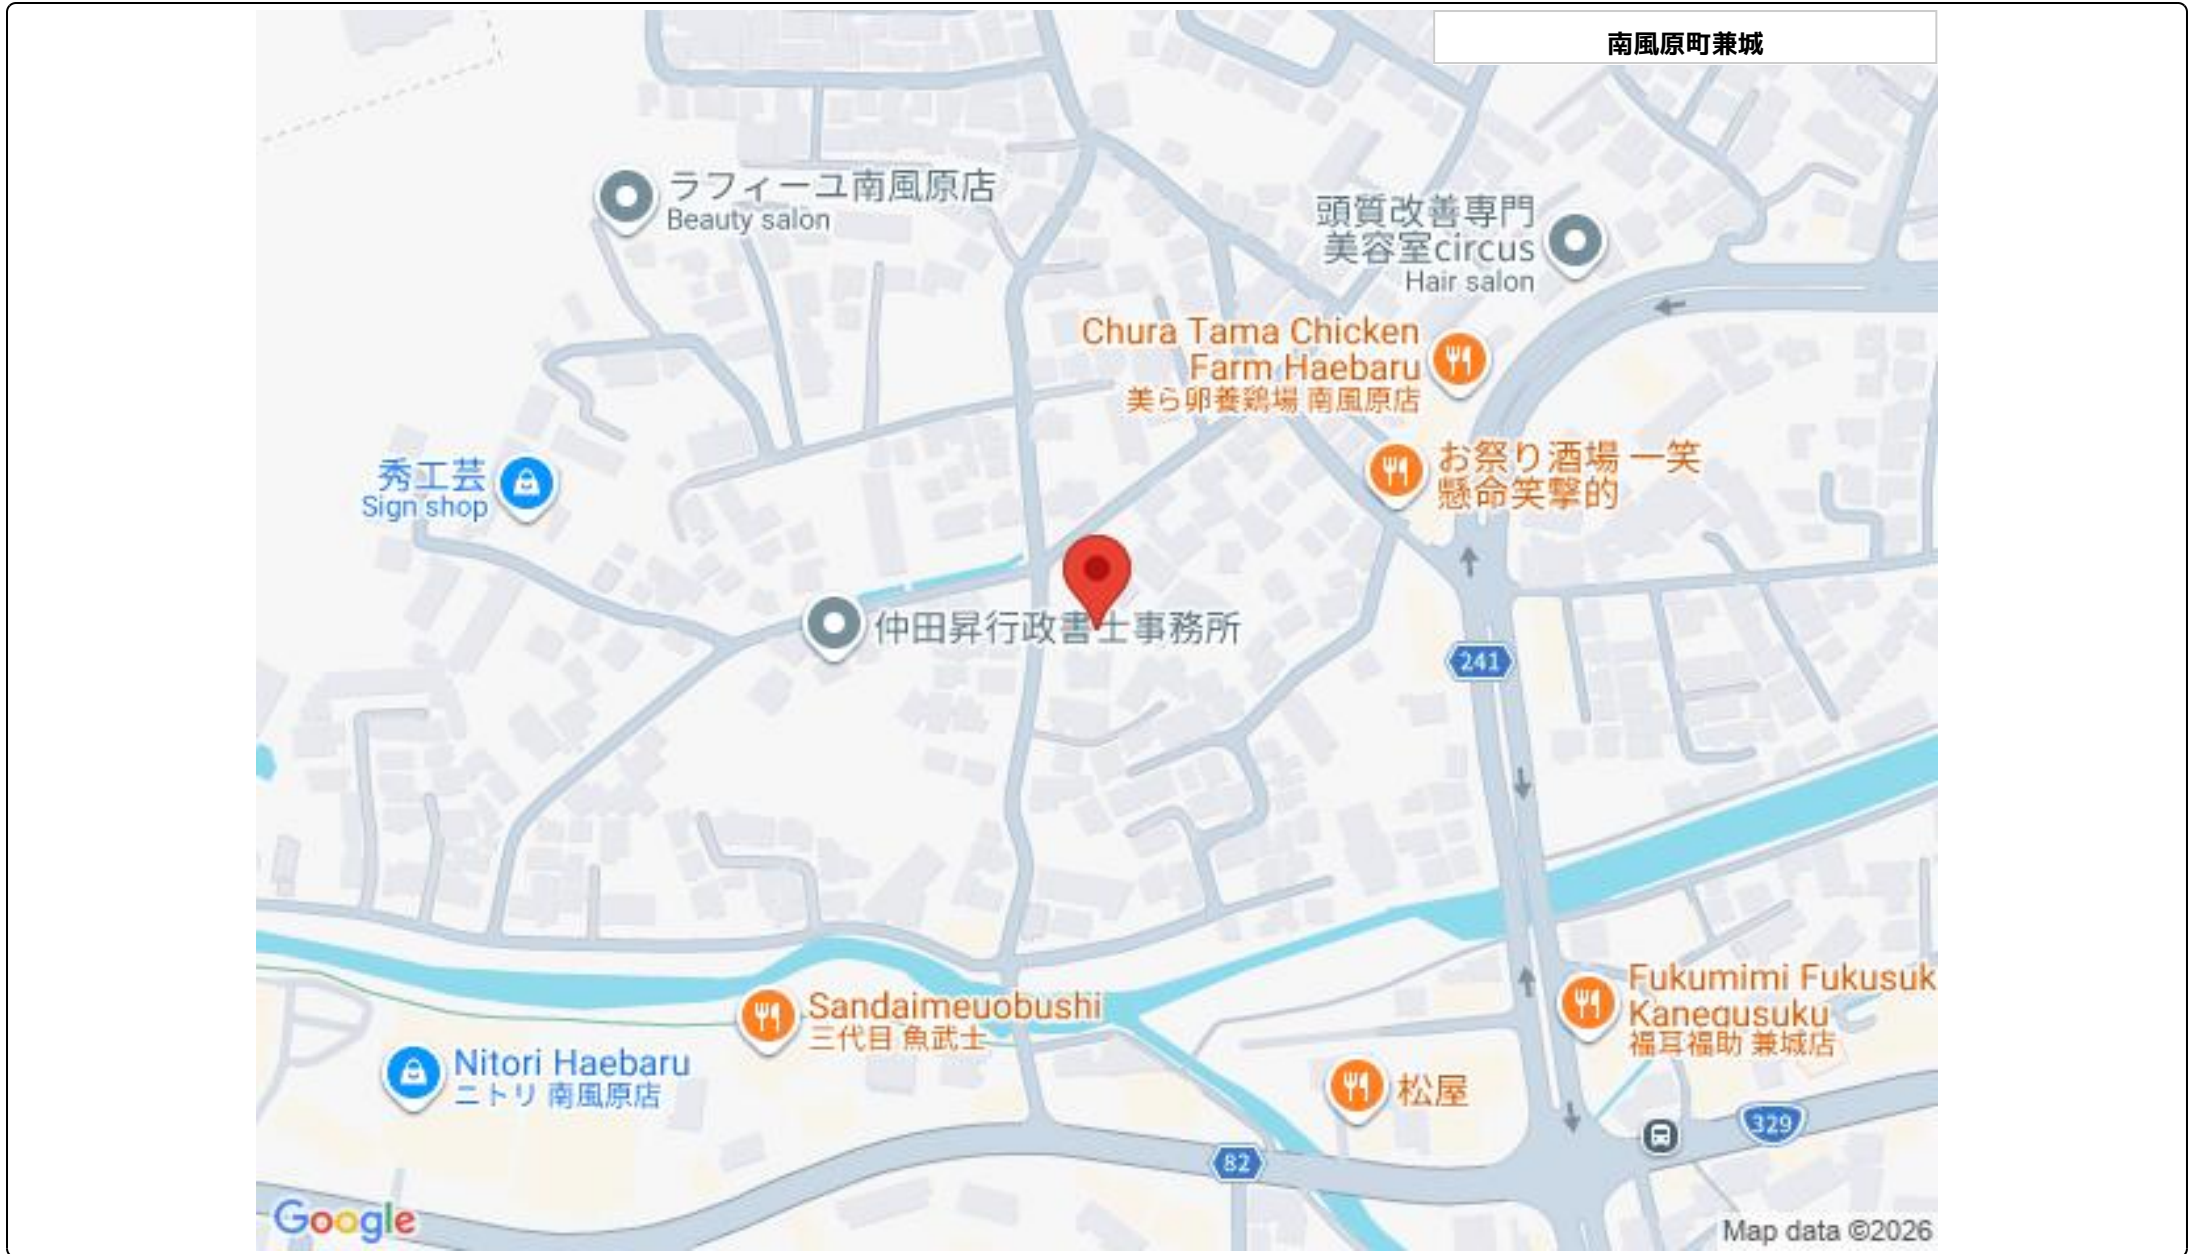 南風原町兼城
ラフィーユ南風原店
Beauty salon
頭質改善専門
美容室circus
Hair salon
Chura Tama Chicken
Farm Haebaru
美ら卵養鶏場 南風原店
お祭り酒場 一笑
懸命笑撃的
秀工芸
Sign shop
仲田昇行政書士事務所
241
Sandaimeuobushi
三代目 魚武士
Fukumimi Fukusuk
Kanegusuku
福耳福助 兼城店
Nitori Haebaru
ニトリ 南風原店
松屋
329
82
Google
Map data ©2026